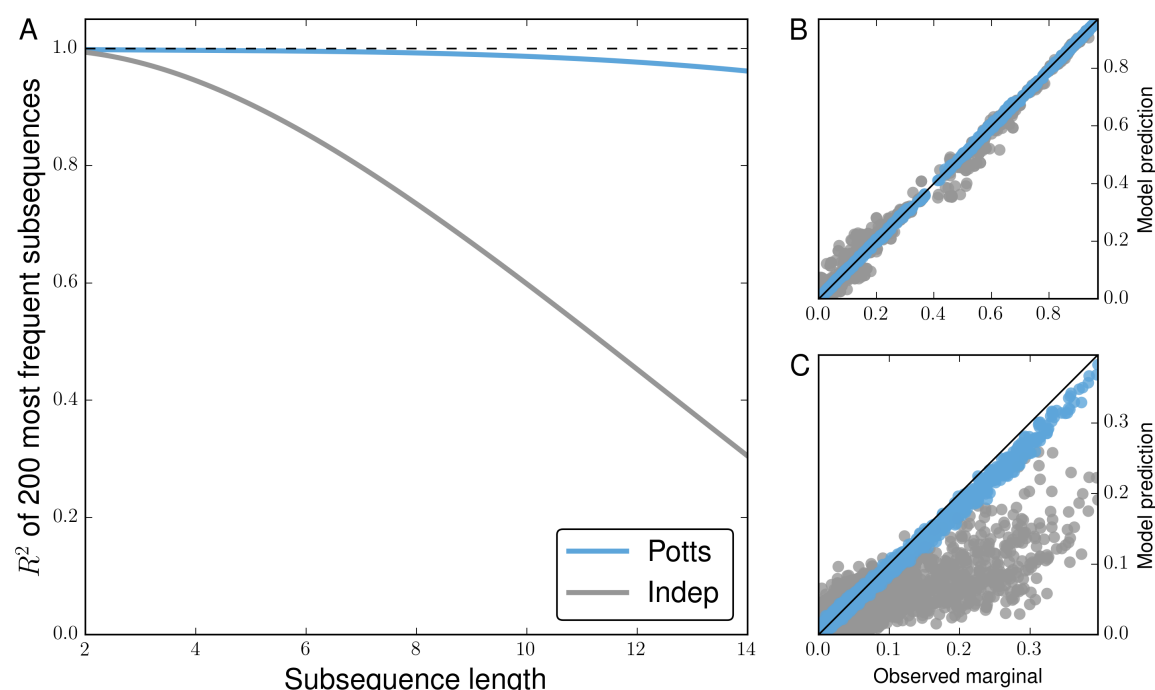 A
R² of 200 most frequent subsequences
1.0
0.8
0.6
0.4
0.2
0.0
2 4 6 8 10 12 14
Subsequence length
Potts
Indep
B
0.8
0.6
0.4
0.2
0.0
Model prediction
0.0 0.2 0.4 0.6 0.8
C
0.3
0.2
0.1
0.0
Model prediction
0.0 0.1 0.2 0.3
Observed marginal